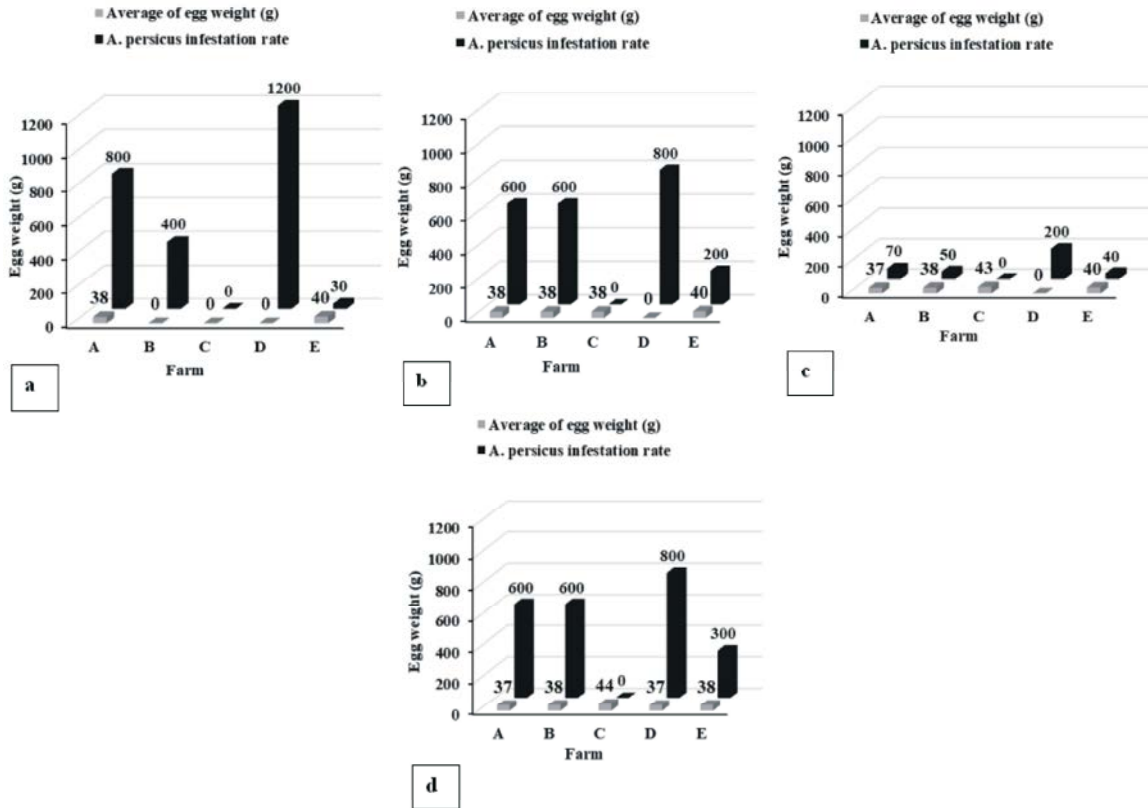 ■ Average of egg weight (g)
■ A. persicus infestation rate
Egg weight (g)
1200
1000
800
600
400
200
0
38 800
0 400
0 0
0 1200
40 30
A B C D E
Farm
a
■ Average of egg weight (g)
■ A. persicus infestation rate
Egg weight (g)
1200
1000
800
600
400
200
0
38 600
38 600
38 0
0 800
40 200
A B C D E
Farm
b
■ Average of egg weight (g)
■ A. persicus infestation rate
Egg weight (g)
1200
1000
800
600
400
200
0
37 70
38 50
43 0
0 200
40 40
A B C D E
Farm
c
■ Average of egg weight (g)
■ A. persicus infestation rate
Egg weight (g)
1200
1000
800
600
400
200
0
37 600
38 600
44 0
37 800
38 300
A B C D E
Farm
d